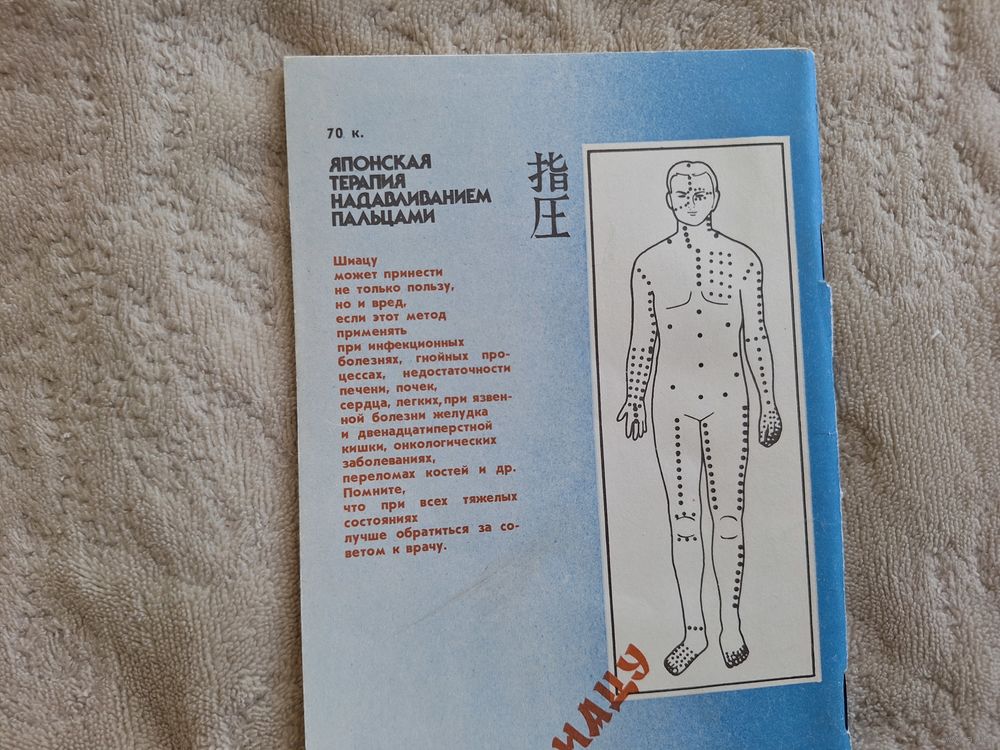 70 к.
ЯПОНСКАЯ
ТЕРАПИЯ
НАДАВЛИВАНИЕМ
ПАЛЬЦАМИ
指
圧
Шиацу
может принести
не только пользу,
но и вред,
если этот метод
применять
при инфекционных
болезнях, гнойных про-
цессах, недостаточности
печени, почек,
сердца, легких, при язвен-
ной болезни желудка
и двенадцатиперстной
кишки, онкологических
заболеваниях,
переломах костей и др.
Помните,
что при всех тяжелых
состояниях
лучше обратиться за со-
ветом к врачу.
ИАЦУ